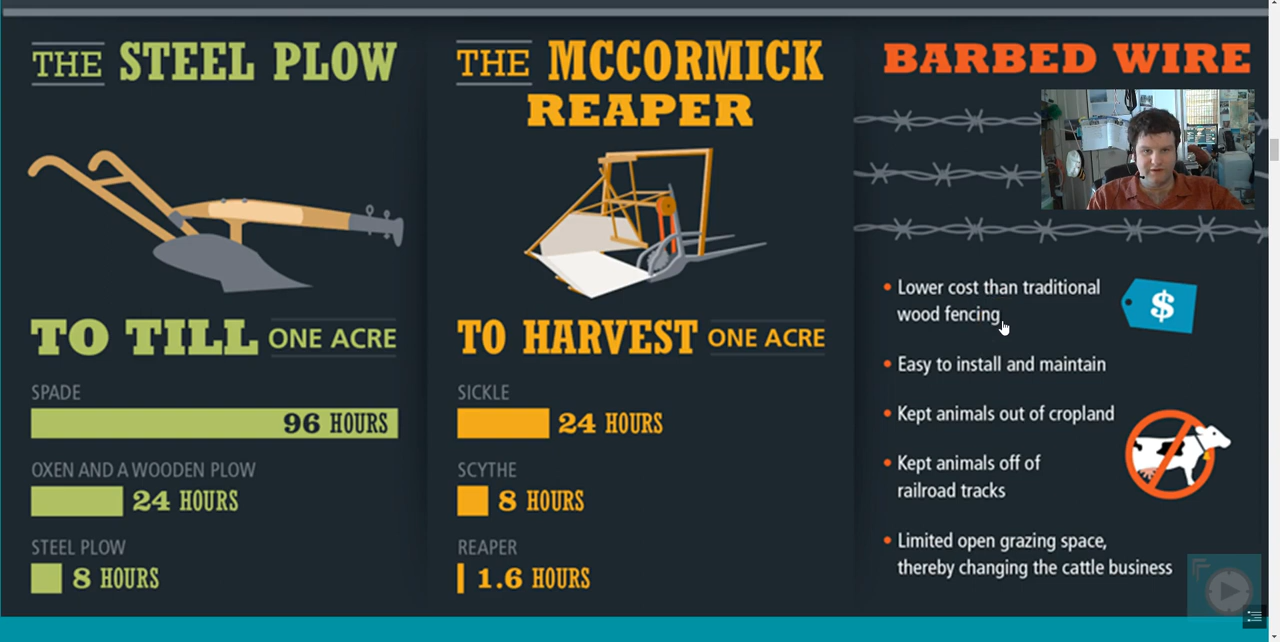 THE STEEL PLOW
TO TILL ONE ACRE
SPADE
96 HOURS
OXEN AND A WOODEN PLOW
24 HOURS
STEEL PLOW
8 HOURS
THE MCCORMICK
REAPER
TO HARVEST ONE ACRE
SICKLE
24 HOURS
SCYTHE
8 HOURS
REAPER
1.6 HOURS
BARBED WIRE
• Lower cost than traditional
wood fencing
$
• Easy to install and maintain
• Kept animals out of cropland
• Kept animals off of
railroad tracks
• Limited open grazing space,
thereby changing the cattle business